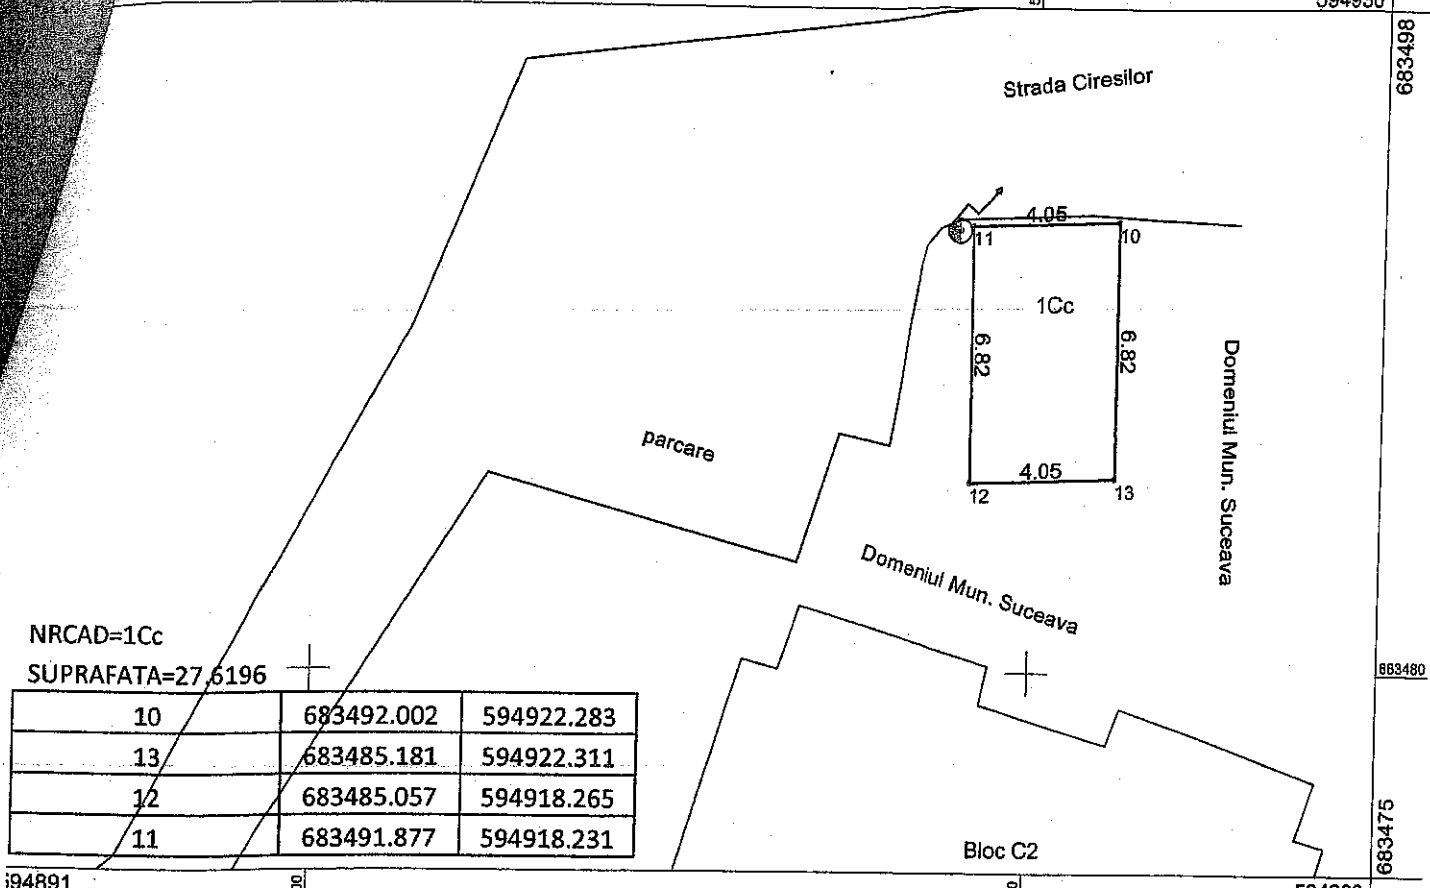 594930
683498
Strada Ciresilor
4.05
11
10
1Cc
6.82
6.82
Domeniul Mun. Suceava
parcare
4.05
12
13
Domeniul Mun. Suceava
NRCAD=1Cc
SUPRAFATA=27.6196
683480
10 683492.002 594922.283
13 683485.181 594922.311
12 683485.057 594918.265
11 683491.877 594918.231
683475
Bloc C2
594891